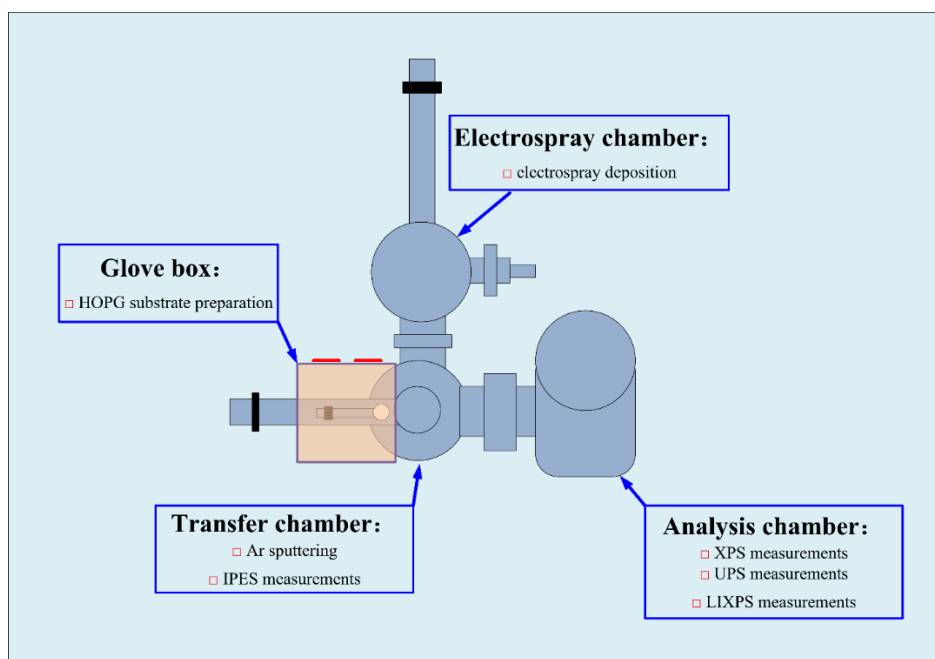 Electrospray chamber：
□ electrospray deposition
Glove box：
□ HOPG substrate preparation
Transfer chamber：
□ Ar sputtering
□ IPES measurements
Analysis chamber：
□ XPS measurements
□ UPS measurements
□ LIXPS measurements